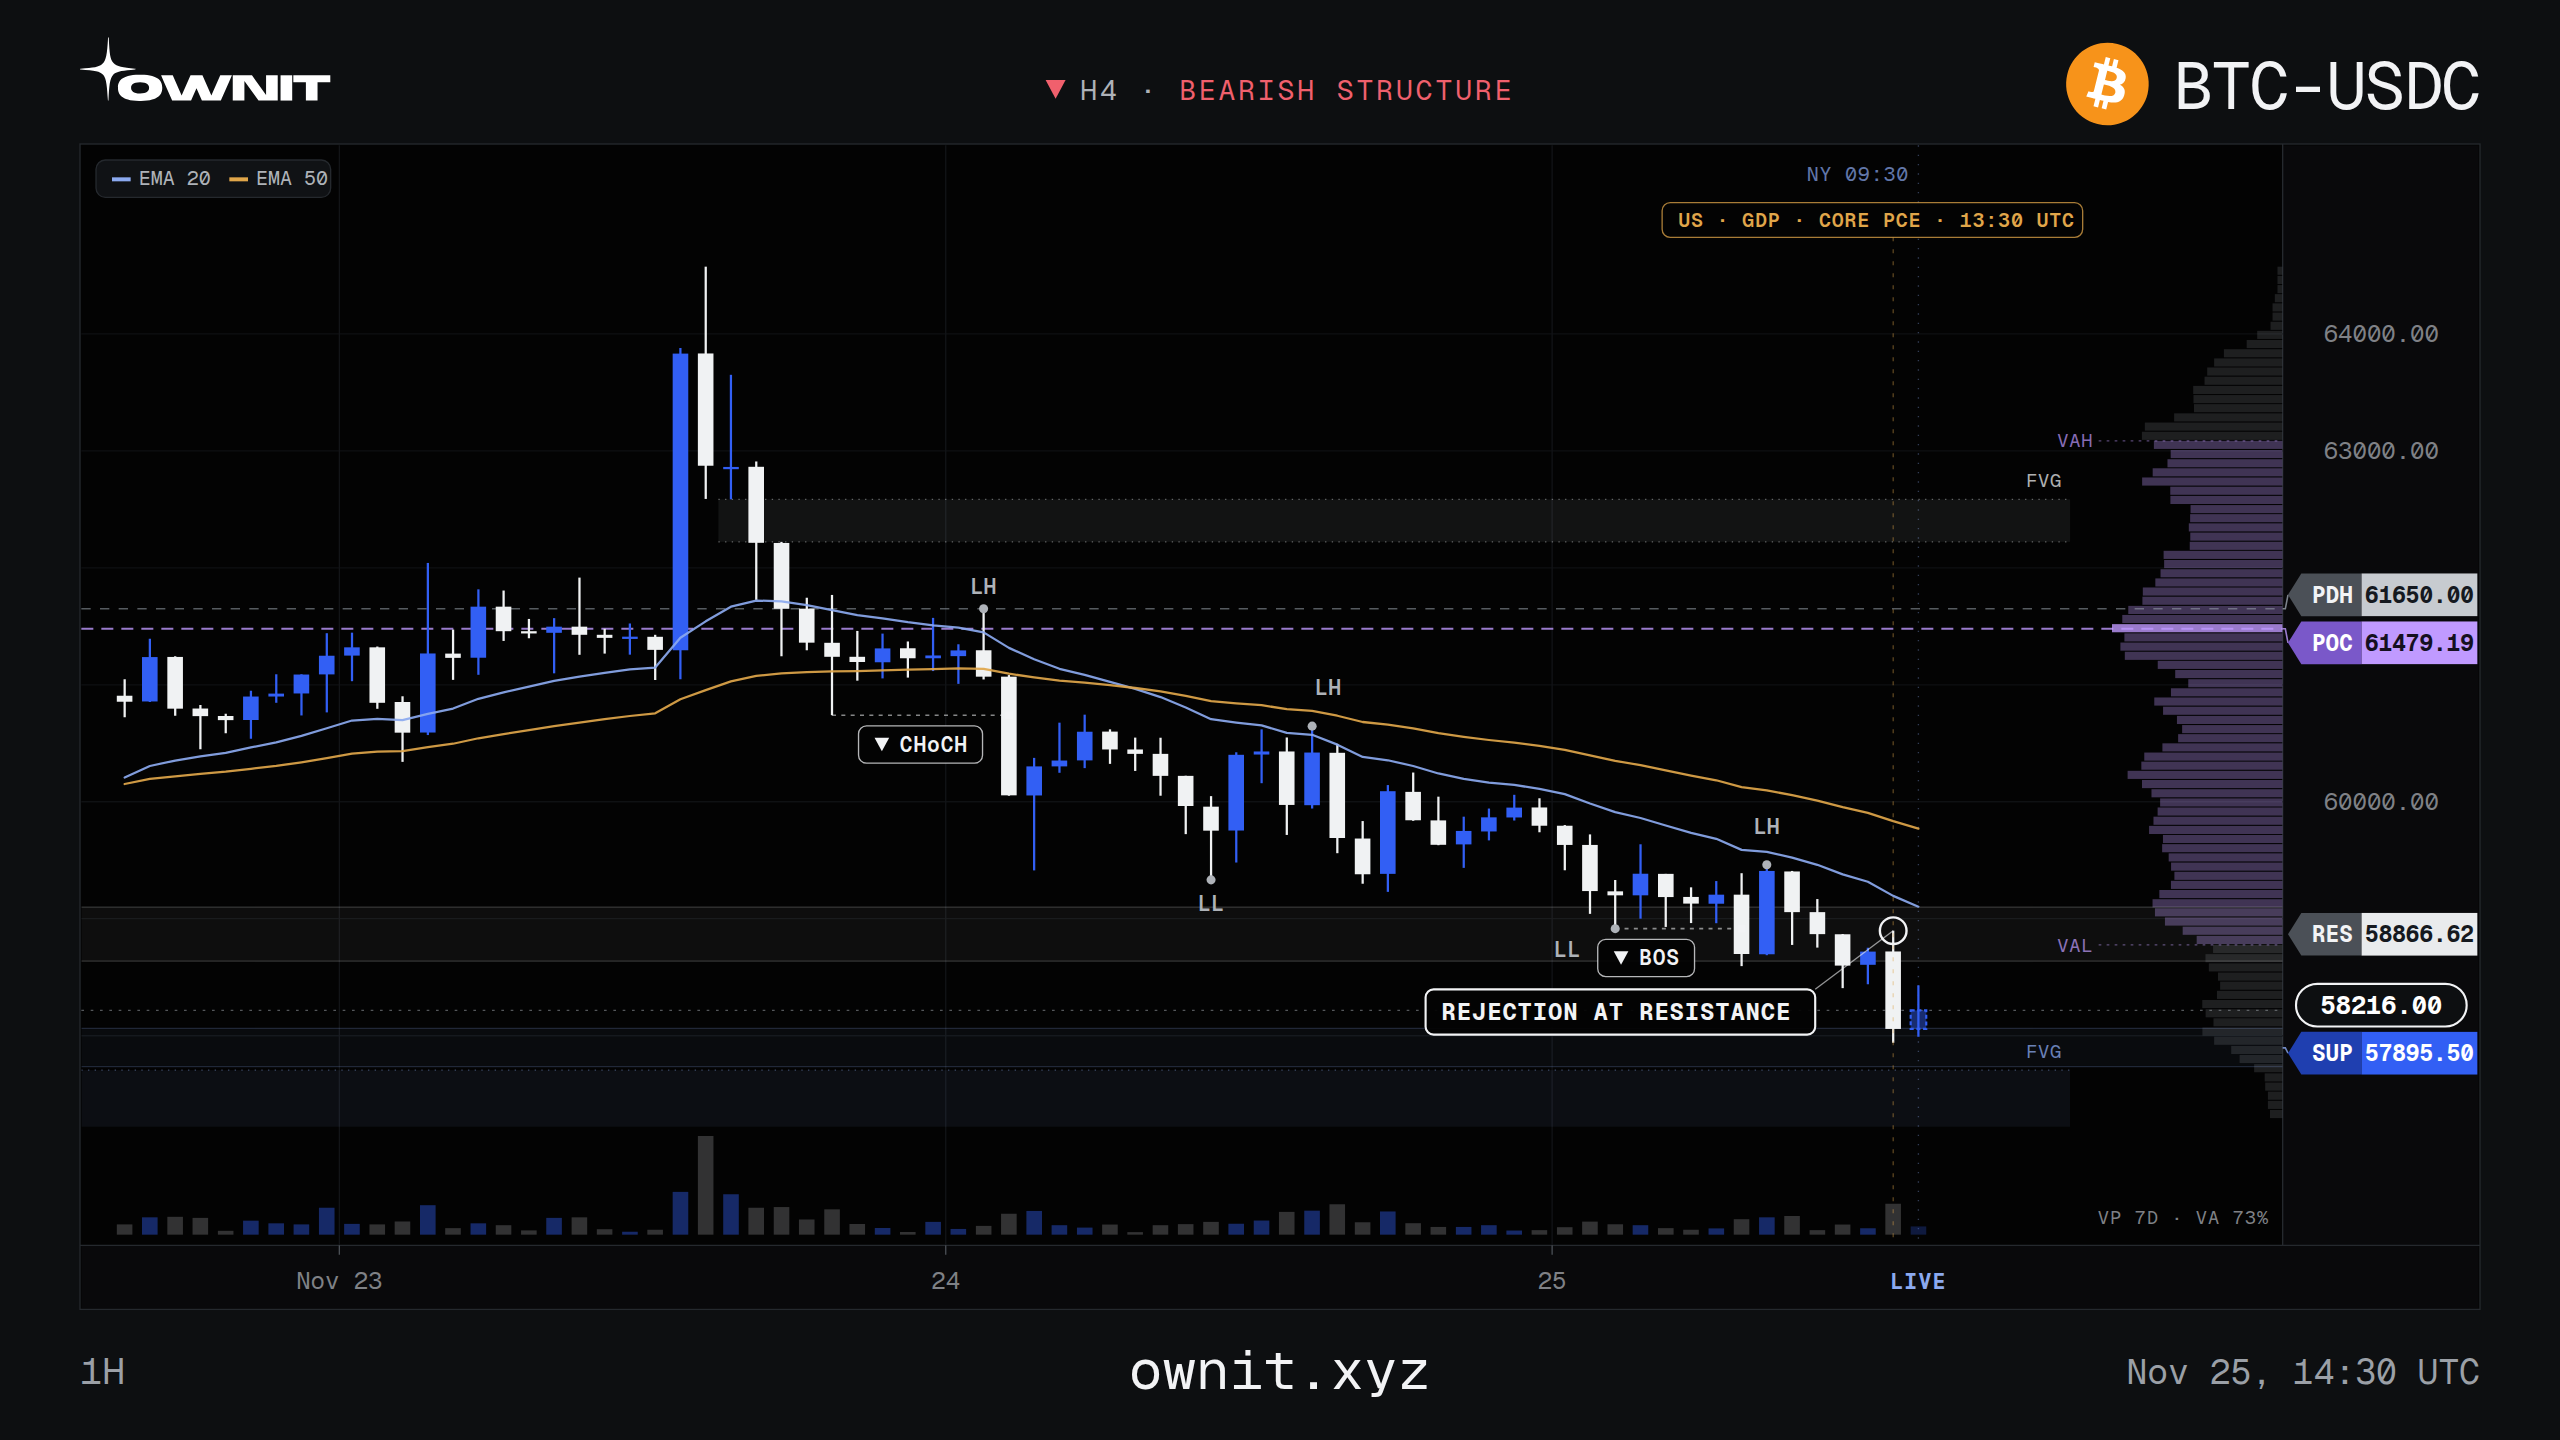 OWNIT
▼ H4 · BEARISH STRUCTURE
BTC-USDC
EMA 20 EMA 50
NY 09:30
US · GDP · CORE PCE · 13:30 UTC
64000.00
VAH
63000.00
FVG
LH
PDH 61650.00
POC 61479.19
LH
▼ CHoCH
60000.00
LH
LL
RES 58866.62
LL
▼ BOS
VAL
REJECTION AT RESISTANCE
58216.00
FVG
SUP 57895.50
VP 7D · VA 73%
Nov 23
24
25
LIVE
1H
ownit.xyz
Nov 25, 14:30 UTC